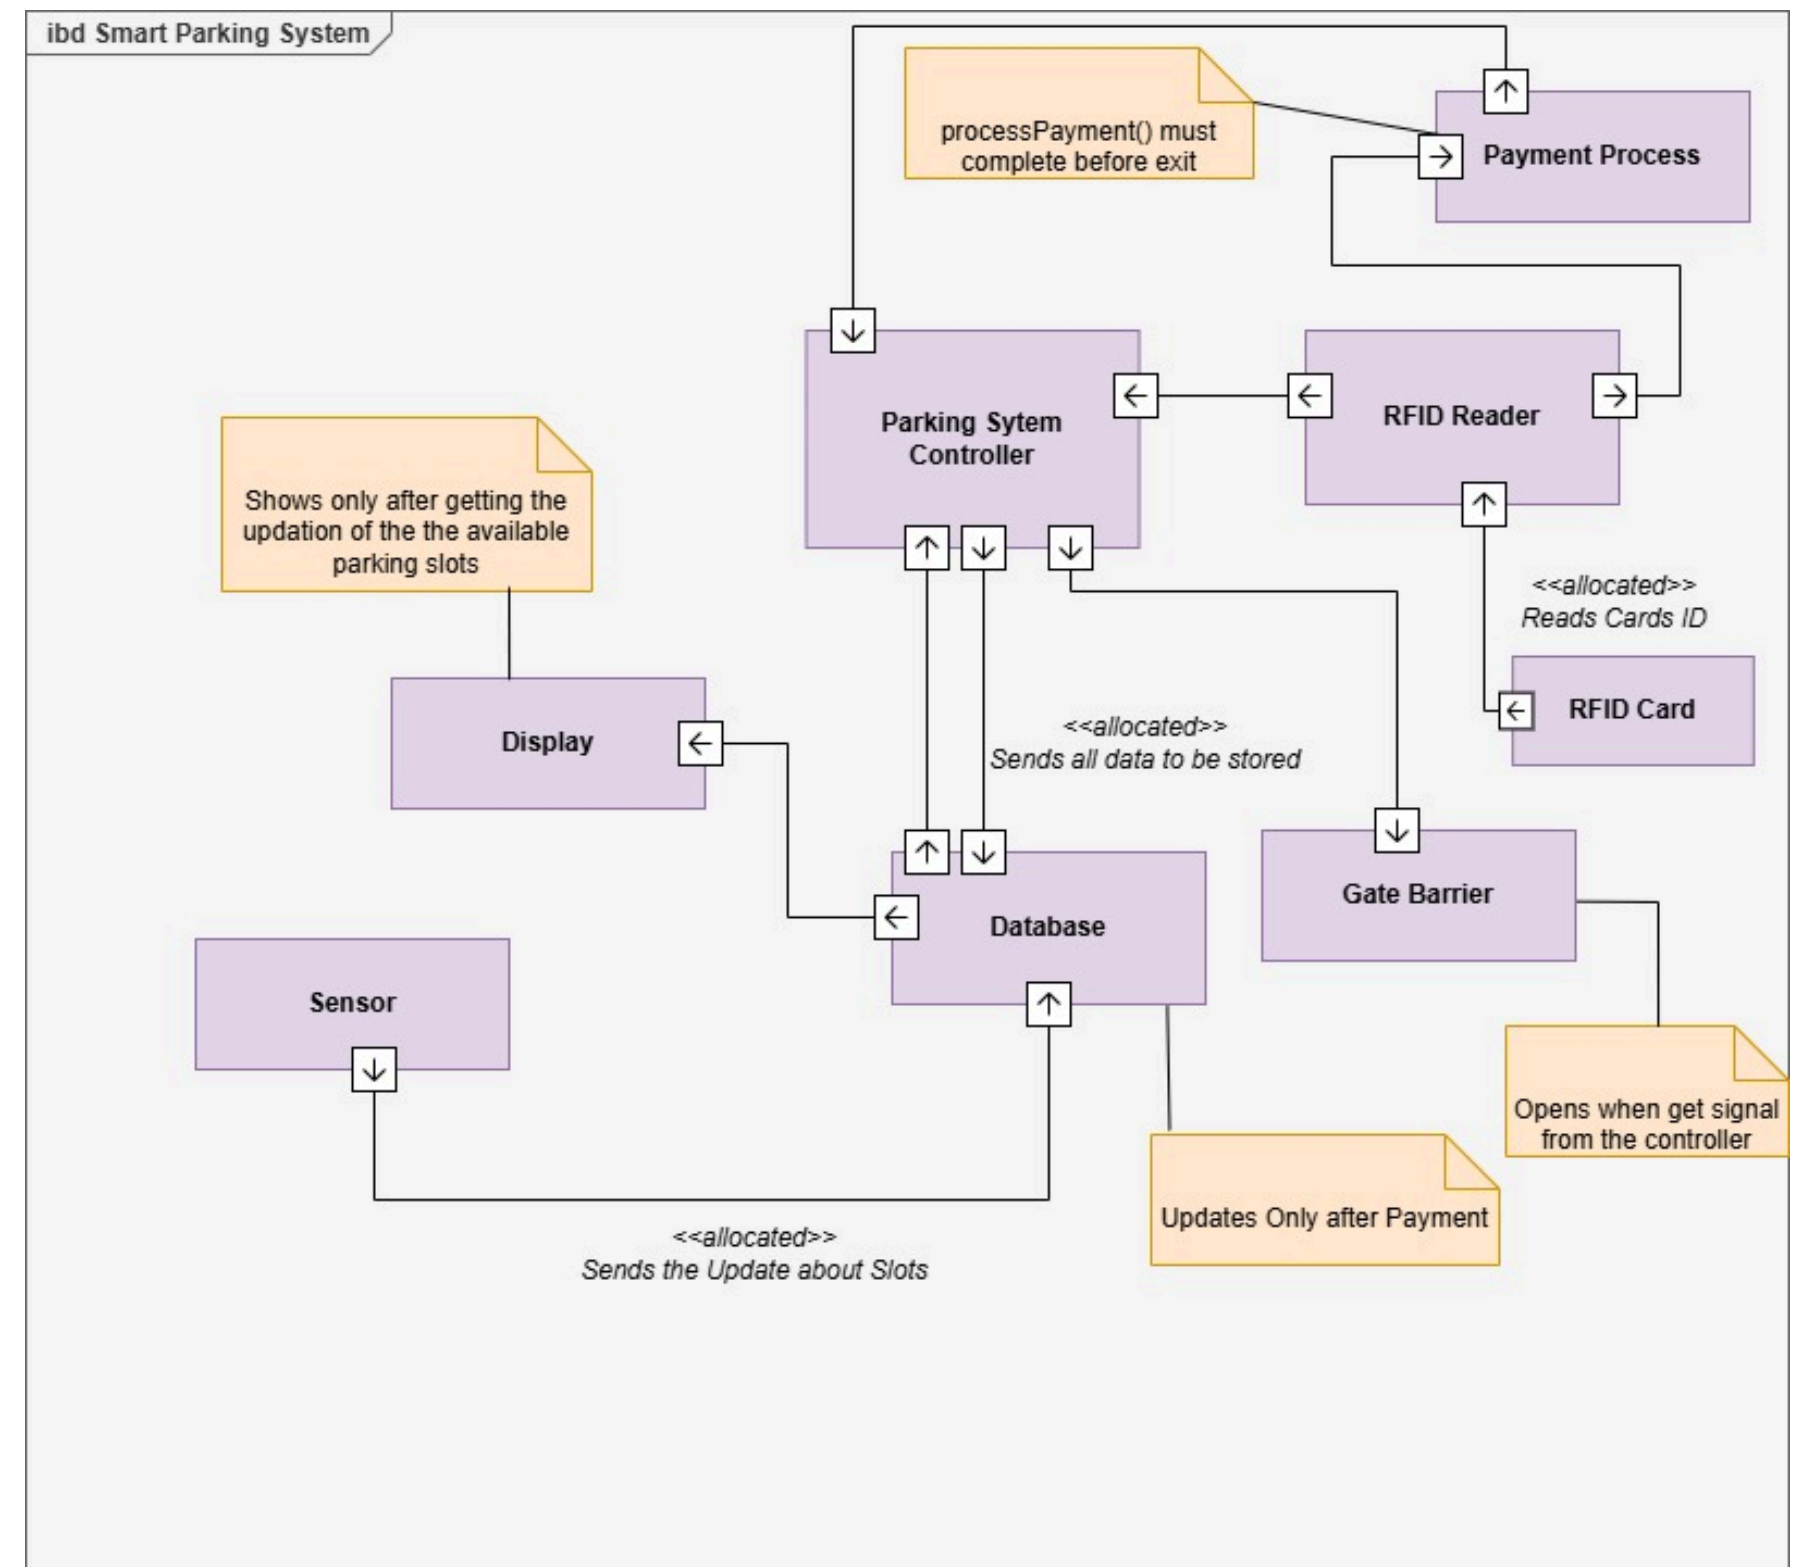 ibd Smart Parking System
processPayment() must
complete before exit
Payment Process
Parking Sytem
Controller
RFID Reader
Shows only after getting the
updation of the the available
parking slots
<<allocated>>
Reads Cards ID
RFID Card
Display
<<allocated>>
Sends all data to be stored
Gate Barrier
Database
Sensor
Opens when get signal
from the controller
Updates Only after Payment
<<allocated>>
Sends the Update about Slots